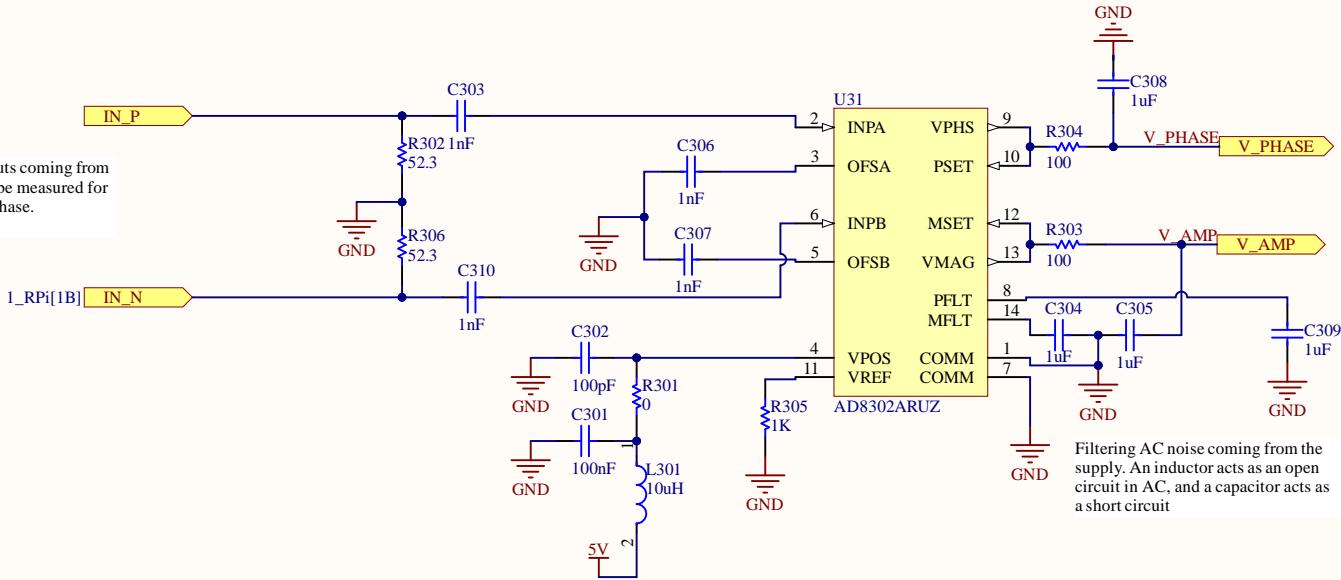 GND
C308
1uF
C303
1nF
IN_P
R302
52.3
U31
2
INPA
VPHS
9
R304
100
V_PHASE
V_PHASE
uts coming from
be measured for
hase.
C306
1nF
3
OFSA
PSET
10
GND
R306
52.3
GND
C307
1nF
6
INPB
MSET
12
R303
100
V_AMP
V_AMP
5
OFSB
VMAG
13
1_RPi[1B]
IN_N
C310
1nF
PFLT
8
MFLT
14
C304
1uF
C305
1uF
C309
1uF
C302
100pF
GND
4
VPOS
COMM
1
11
VREF
COMM
7
AD8302ARUZ
R301
0
R305
1K
GND
GND
GND
GND
C301
100nF
GND
1
L301
10uH
2
5V
Filtering AC noise coming from the
supply. An inductor acts as an open
circuit in AC, and a capacitor acts as
a short circuit